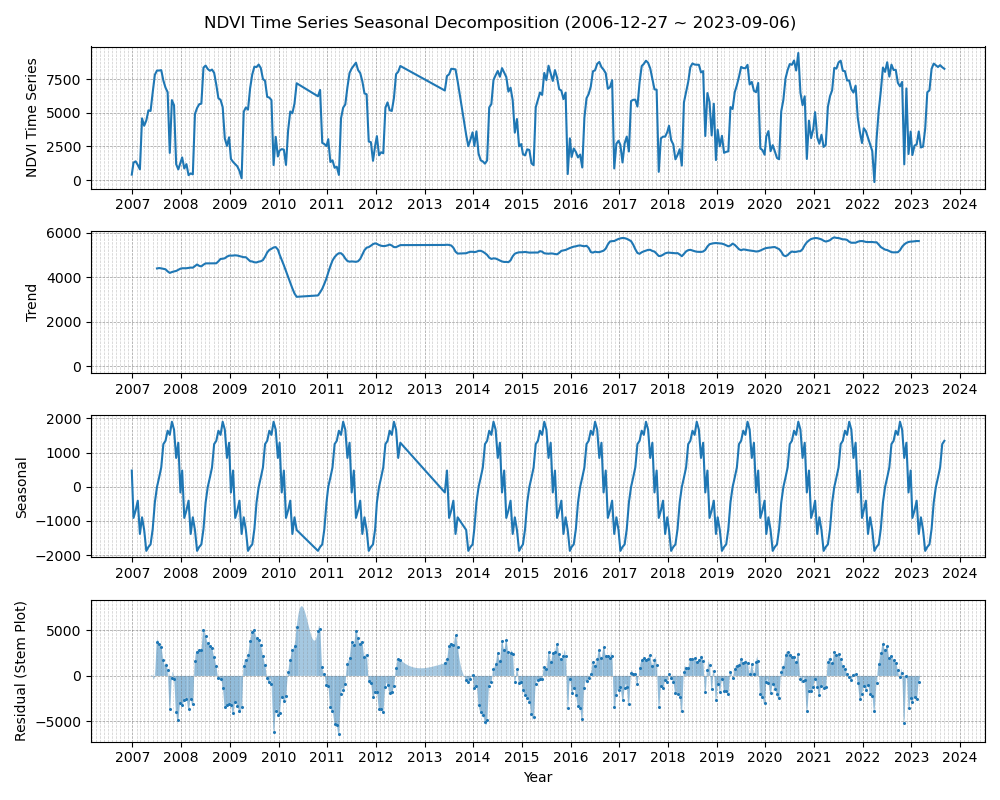 NDVI Time Series Seasonal Decomposition (2006-12-27 ~ 2023-09-06)
NDVI Time Series
7500
5000
2500
0
2007 2008 2009 2010 2011 2012 2013 2014 2015 2016 2017 2018 2019 2020 2021 2022 2023 2024
Trend
6000
4000
2000
0
2007 2008 2009 2010 2011 2012 2013 2014 2015 2016 2017 2018 2019 2020 2021 2022 2023 2024
Seasonal
2000
1000
0
−1000
−2000
2007 2008 2009 2010 2011 2012 2013 2014 2015 2016 2017 2018 2019 2020 2021 2022 2023 2024
Residual (Stem Plot)
5000
0
−5000
2007 2008 2009 2010 2011 2012 2013 2014 2015 2016 2017 2018 2019 2020 2021 2022 2023 2024
Year